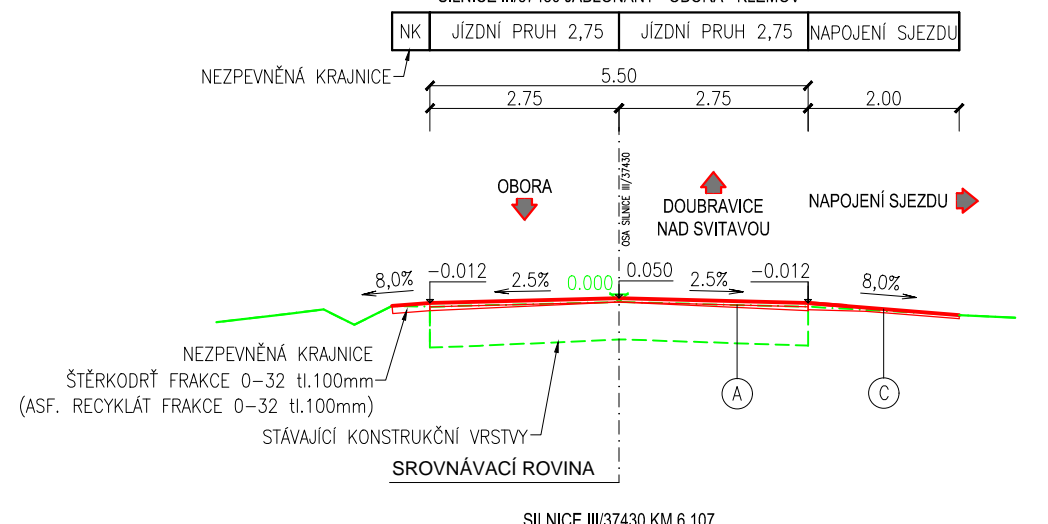 NK
JÍZDNÍ PRUH 2,75
JÍZDNÍ PRUH 2,75
NAPOJENÍ SJEZDU
NEZPEVNĚNÁ KRAJNICE
5.50
2.75
2.75
2.00
OSA SILNICE III/37430
OBORA
DOUBRAVICE
NAD SVITAVOU
NAPOJENÍ SJEZDU
8,0%
-0.012
2.5%
0.000
0.050
2.5%
-0.012
8,0%
NEZPEVNĚNÁ KRAJNICE
ŠTĚRKODRŤ FRAKCE 0-32 tl.100mm
(ASF. RECYKLÁT FRAKCE 0-32 tl.100mm)
A
C
STÁVAJÍCÍ KONSTRUKČNÍ VRSTVY
SROVNÁVACÍ ROVINA
SILNICE III/37430 KM 6,107